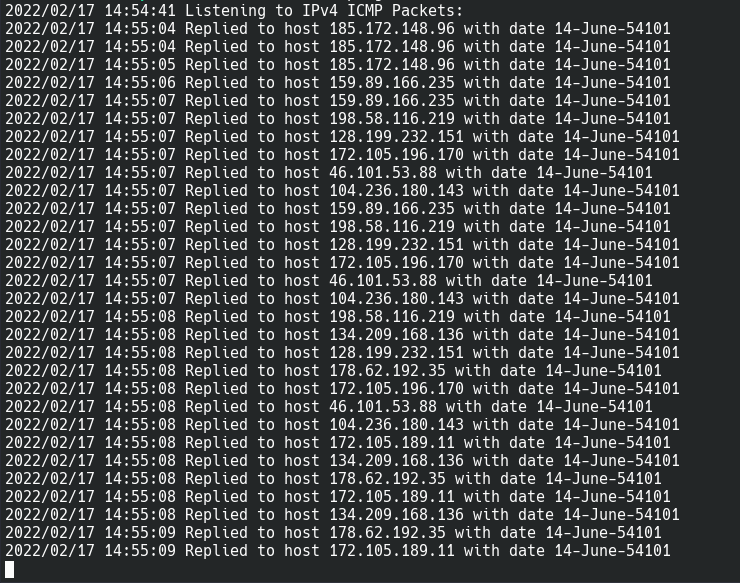 2022/02/17 14:54:41 Listening to IPv4 ICMP Packets:
2022/02/17 14:55:04 Replied to host 185.172.148.96 with date 14-June-54101
2022/02/17 14:55:04 Replied to host 185.172.148.96 with date 14-June-54101
2022/02/17 14:55:05 Replied to host 185.172.148.96 with date 14-June-54101
2022/02/17 14:55:06 Replied to host 159.89.166.235 with date 14-June-54101
2022/02/17 14:55:07 Replied to host 159.89.166.235 with date 14-June-54101
2022/02/17 14:55:07 Replied to host 198.58.116.219 with date 14-June-54101
2022/02/17 14:55:07 Replied to host 128.199.232.151 with date 14-June-54101
2022/02/17 14:55:07 Replied to host 172.105.196.170 with date 14-June-54101
2022/02/17 14:55:07 Replied to host 46.101.53.88 with date 14-June-54101
2022/02/17 14:55:07 Replied to host 104.236.180.143 with date 14-June-54101
2022/02/17 14:55:07 Replied to host 159.89.166.235 with date 14-June-54101
2022/02/17 14:55:07 Replied to host 198.58.116.219 with date 14-June-54101
2022/02/17 14:55:07 Replied to host 128.199.232.151 with date 14-June-54101
2022/02/17 14:55:07 Replied to host 172.105.196.170 with date 14-June-54101
2022/02/17 14:55:07 Replied to host 46.101.53.88 with date 14-June-54101
2022/02/17 14:55:07 Replied to host 104.236.180.143 with date 14-June-54101
2022/02/17 14:55:08 Replied to host 198.58.116.219 with date 14-June-54101
2022/02/17 14:55:08 Replied to host 134.209.168.136 with date 14-June-54101
2022/02/17 14:55:08 Replied to host 128.199.232.151 with date 14-June-54101
2022/02/17 14:55:08 Replied to host 178.62.192.35 with date 14-June-54101
2022/02/17 14:55:08 Replied to host 172.105.196.170 with date 14-June-54101
2022/02/17 14:55:08 Replied to host 46.101.53.88 with date 14-June-54101
2022/02/17 14:55:08 Replied to host 104.236.180.143 with date 14-June-54101
2022/02/17 14:55:08 Replied to host 172.105.189.11 with date 14-June-54101
2022/02/17 14:55:08 Replied to host 134.209.168.136 with date 14-June-54101
2022/02/17 14:55:08 Replied to host 178.62.192.35 with date 14-June-54101
2022/02/17 14:55:08 Replied to host 172.105.189.11 with date 14-June-54101
2022/02/17 14:55:08 Replied to host 134.209.168.136 with date 14-June-54101
2022/02/17 14:55:09 Replied to host 178.62.192.35 with date 14-June-54101
2022/02/17 14:55:09 Replied to host 172.105.189.11 with date 14-June-54101